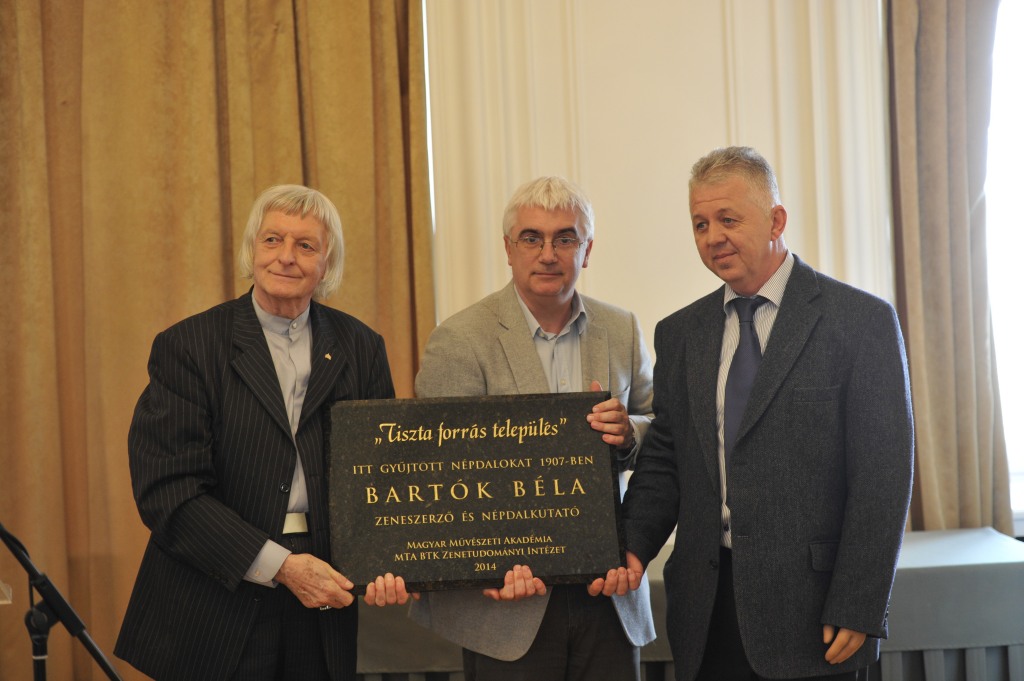 „Tiszta forrás település”
ITT GYŰJTÖTT NÉPDALOKAT 1907-BEN
BARTÓK BÉLA
ZENESZERZŐ ÉS NÉPDALKUTATÓ
MAGYAR MŰVÉSZETI AKADÉMIA
MTA BTK ZENETUDOMÁNYI INTÉZET
2014